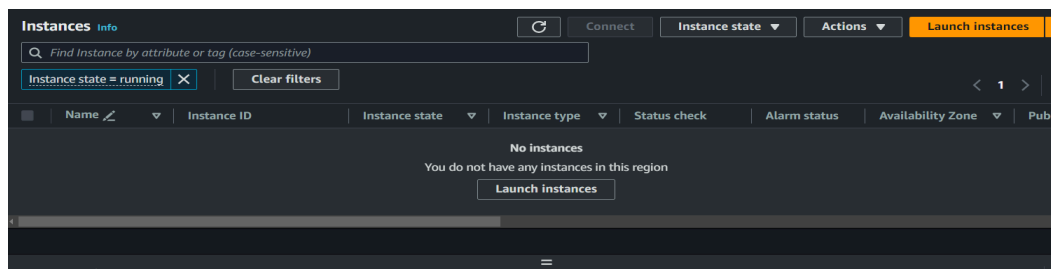 Instances Info
Connect
Instance state
Actions
Launch instances
Find Instance by attribute or tag (case-sensitive)
Instance state = running
Clear filters
1
Name
Instance ID
Instance state
Instance type
Status check
Alarm status
Availability Zone
Pub
No instances
You do not have any instances in this region
Launch instances